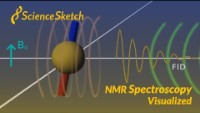 ScienceSketch
B₀
FID
NMR Spectroscopy
Visualized